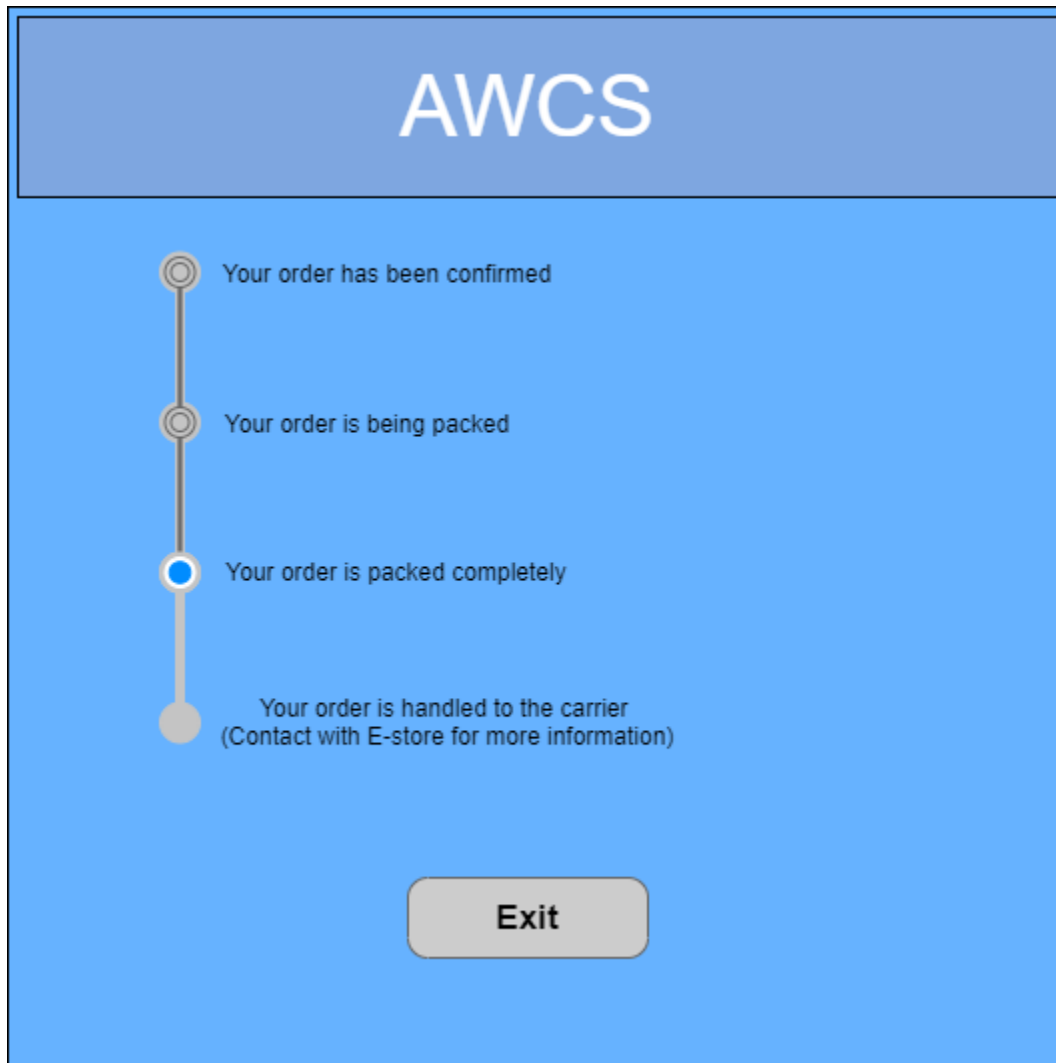 AWCS
Your order has been confirmed
Your order is being packed
Your order is packed completely
Your order is handled to the carrier
(Contact with E-store for more information)
Exit